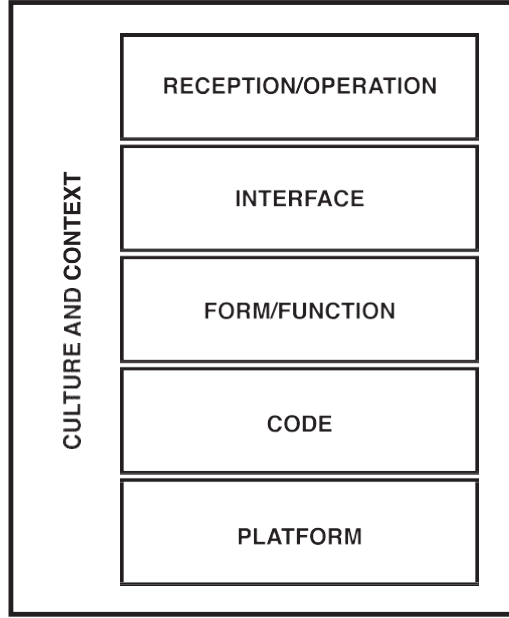 CULTURE AND CONTEXT
RECEPTION/OPERATION
INTERFACE
FORM/FUNCTION
CODE
PLATFORM